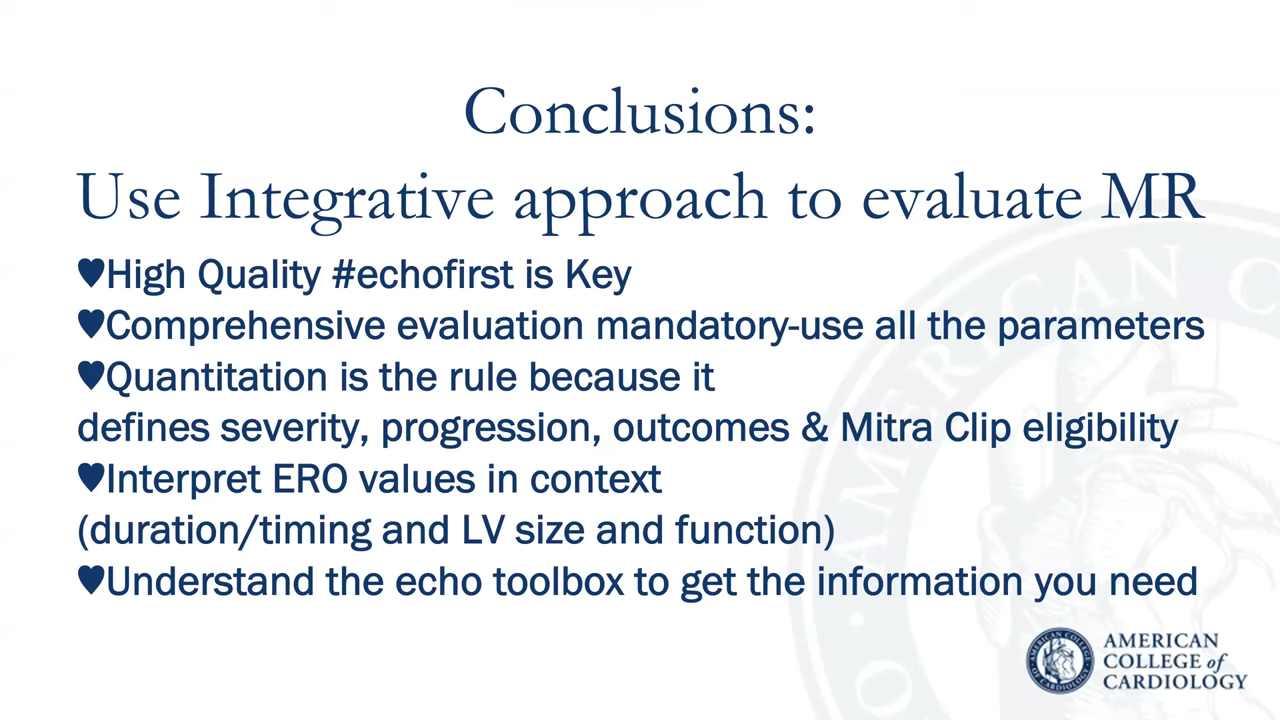 Conclusions:
Use Integrative approach to evaluate MR
♥High Quality #echofirst is Key
♥Comprehensive evaluation mandatory-use all the parameters
♥Quantitation is the rule because it
defines severity, progression, outcomes & Mitra Clip eligibility
♥Interpret ERO values in context
(duration/timing and LV size and function)
♥Understand the echo toolbox to get the information you need
AMERICAN
COLLEGE of
CARDIOLOGY